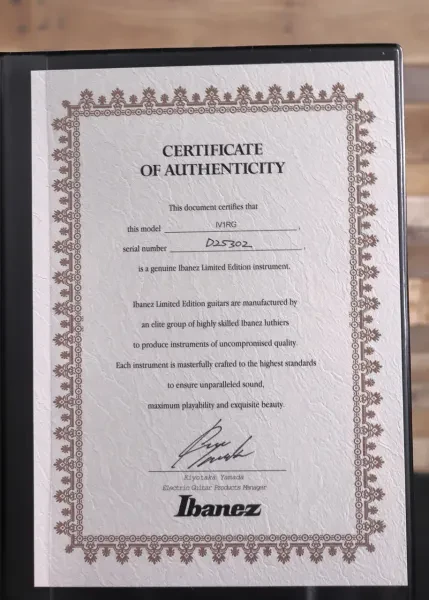 CERTIFICATE
OF AUTHENTICITY
This document certifies that
this model IV1RG ,
serial number D25302 ,
is a genuine Ibanez Limited Edition instrument.
Ibanez Limited Edition guitars are manufactured by
an elite group of highly skilled Ibanez luthiers
to produce instruments of uncompromised quality.
Each instrument is masterfully crafted to the highest standards
to ensure unparalleled sound,
maximum playability and exquisite beauty.
Kiyotaka Yamada
Electric Guitar Products Manager
Ibanez